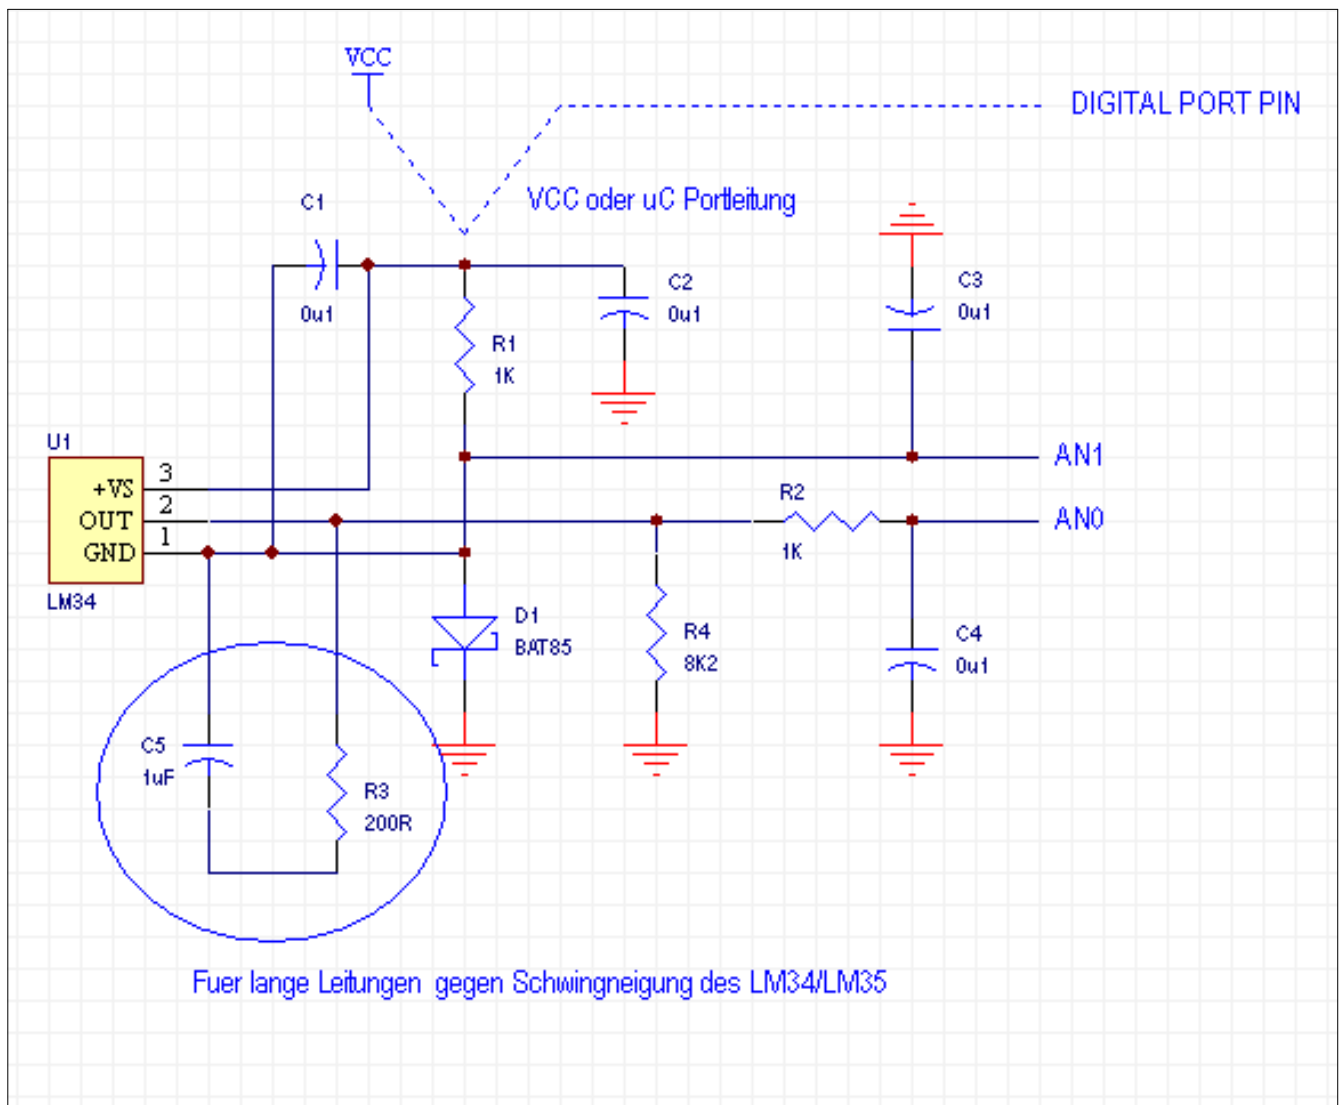 VCC
DIGITAL PORT PIN
VCC oder uC Portleitung
C1
0u1
C2
0u1
C3
0u1
R1
1K
U1
+VS 3
OUT 2
GND 1
LM34
AN1
R2
1K
AN0
D1
BAT85
R4
8K2
C4
0u1
C5
1uF
R3
200R
Fuer lange Leitungen gegen Schwingneigung des LM34/LM35